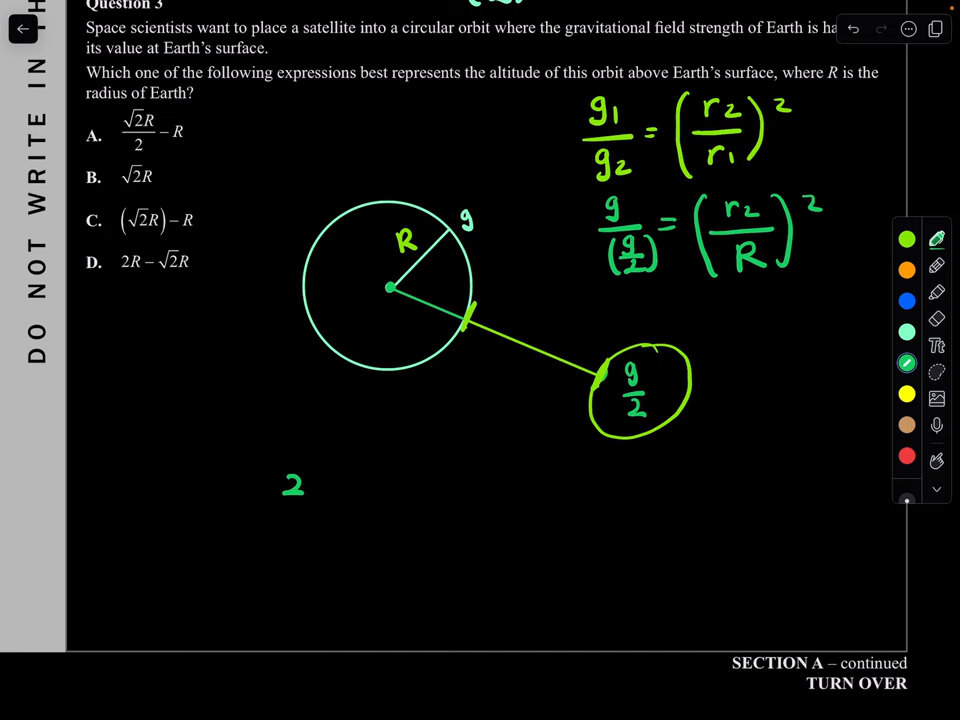 Question 3
Space scientists want to place a satellite into a circular orbit where the gravitational field strength of Earth is
its value at Earth's surface.
Which one of the following expressions best represents the altitude of this orbit above Earth's surface, where R is the
radius of Earth?
A. √2R/2 − R
B. √2R
C. (√2R) − R
D. 2R − √2R
g1/g2 = (r2/r1)^2
g/(g/2) = (r2/R)^2
R
g
g/2
2
DO NOT WRITE IN TH
Tt
SECTION A – continued
TURN OVER